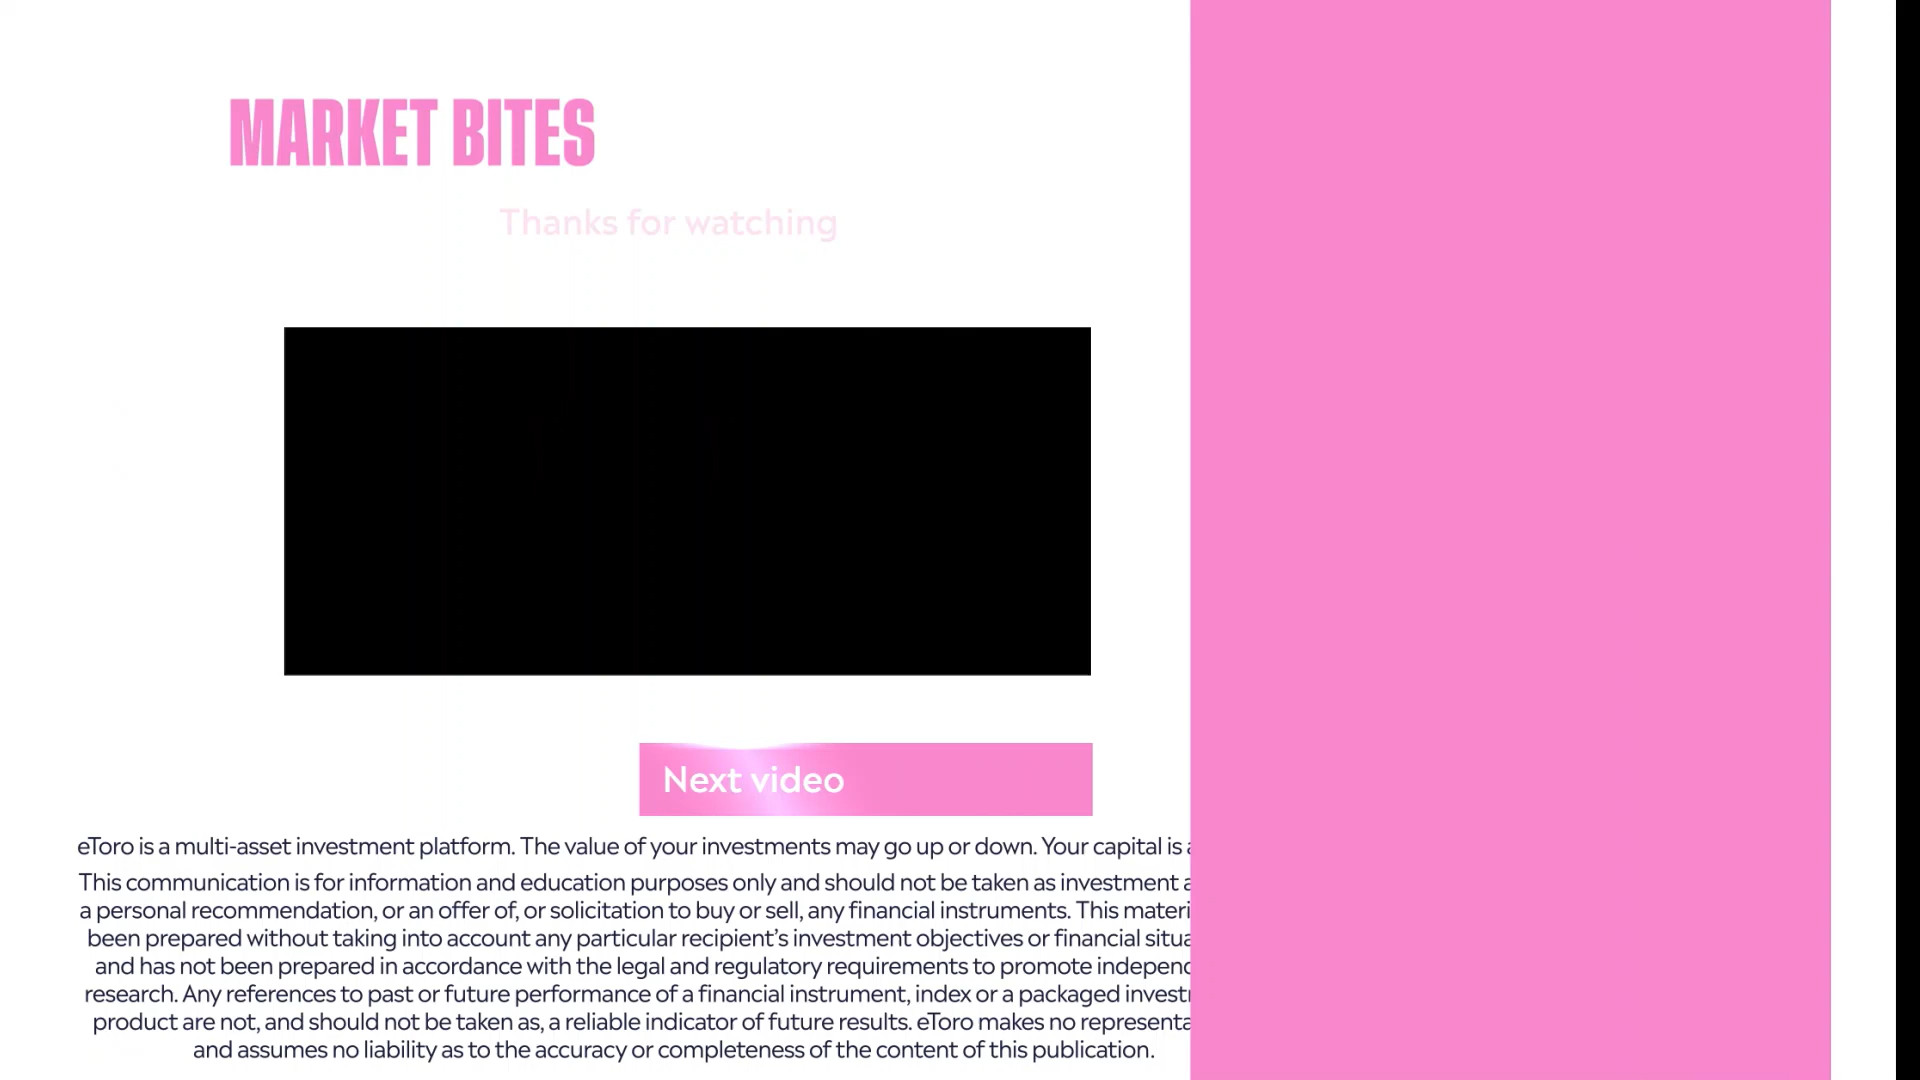 MARKET BITES
Thanks for watching
Next video
eToro is a multi-asset investment platform. The value of your investments may go up or down. Your capital is
This communication is for information and education purposes only and should not be taken as investment
a personal recommendation, or an offer of, or solicitation to buy or sell, any financial instruments. This
been prepared without taking into account any particular recipient’s investment objectives or financial
and has not been prepared in accordance with the legal and regulatory requirements to promote
research. Any references to past or future performance of a financial instrument, index or a packaged
product are not, and should not be taken as, a reliable indicator of future results. eToro makes no
and assumes no liability as to the accuracy or completeness of the content of this publication.